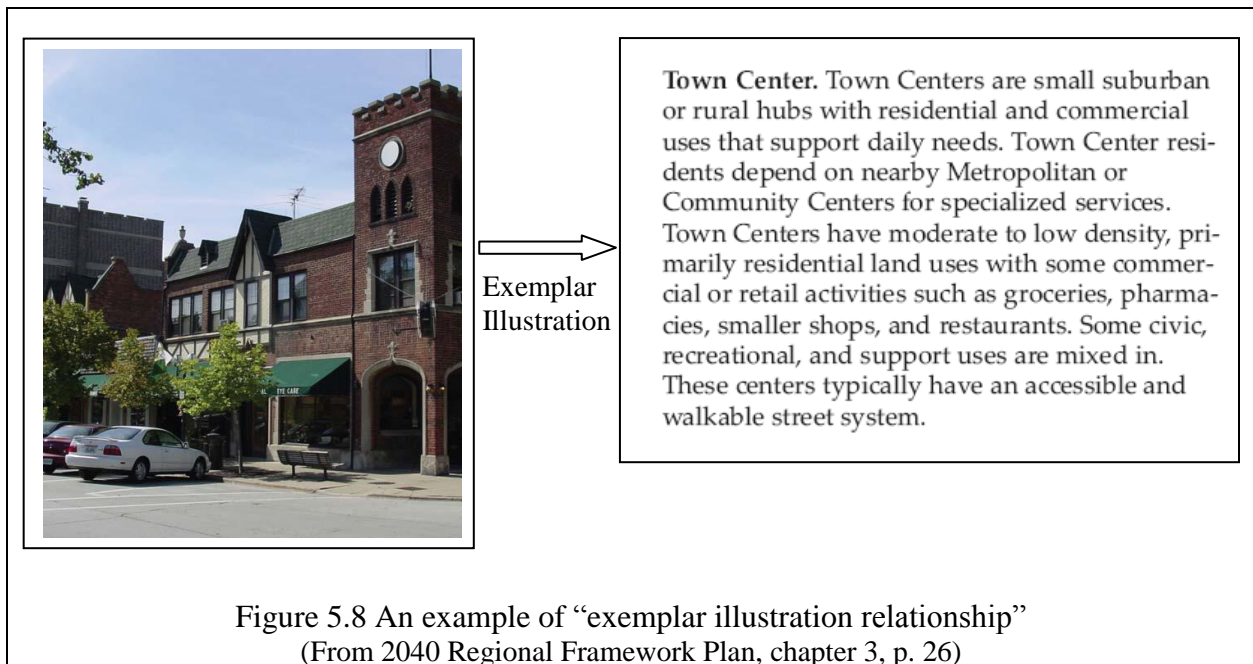 EYE CARE
Exemplar
Illustration
Town Center. Town Centers are small suburban
or rural hubs with residential and commercial
uses that support daily needs. Town Center resi-
dents depend on nearby Metropolitan or
Community Centers for specialized services.
Town Centers have moderate to low density, pri-
marily residential land uses with some commer-
cial or retail activities such as groceries, pharma-
cies, smaller shops, and restaurants. Some civic,
recreational, and support uses are mixed in.
These centers typically have an accessible and
walkable street system.
Figure 5.8 An example of “exemplar illustration relationship”
(From 2040 Regional Framework Plan, chapter 3, p. 26)